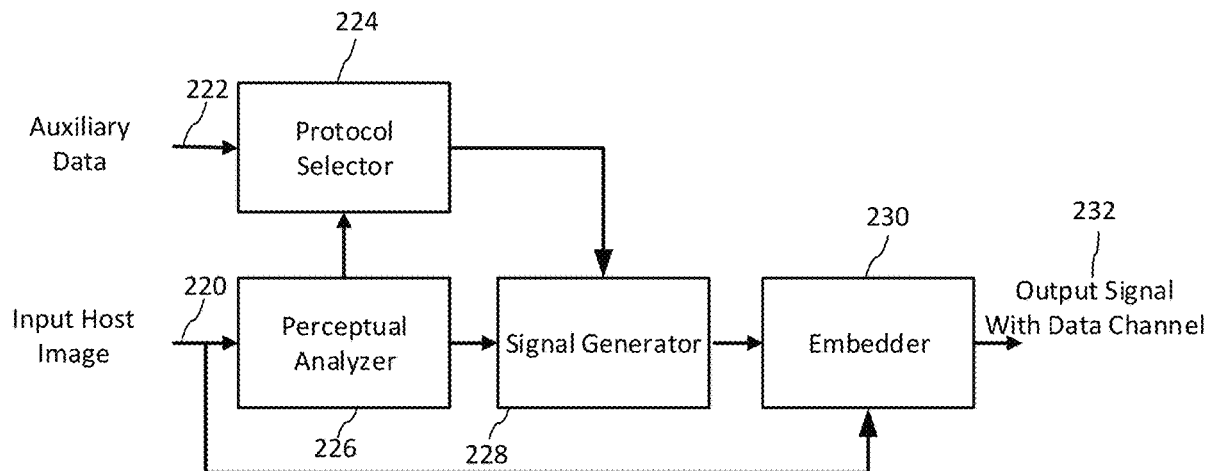 224
222
Auxiliary
Data
Protocol
Selector
230
232
220
Input Host
Image
Perceptual
Analyzer
Signal Generator
Embedder
Output Signal
With Data Channel
226
228